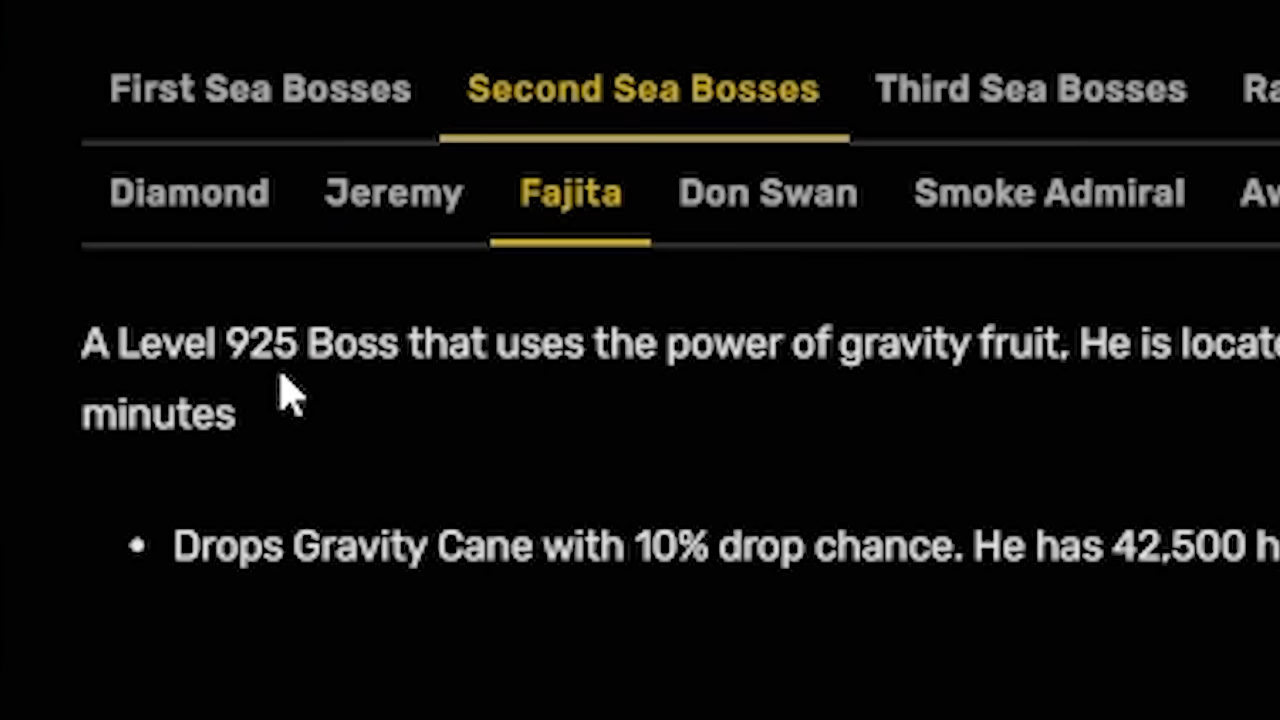 First Sea Bosses Second Sea Bosses Third Sea Bosses
Diamond Jeremy Fajita Don Swan Smoke Admiral
A Level 925 Boss that uses the power of gravity fruit, He is
minutes
• Drops Gravity Cane with 10% drop chance. He has 42,500